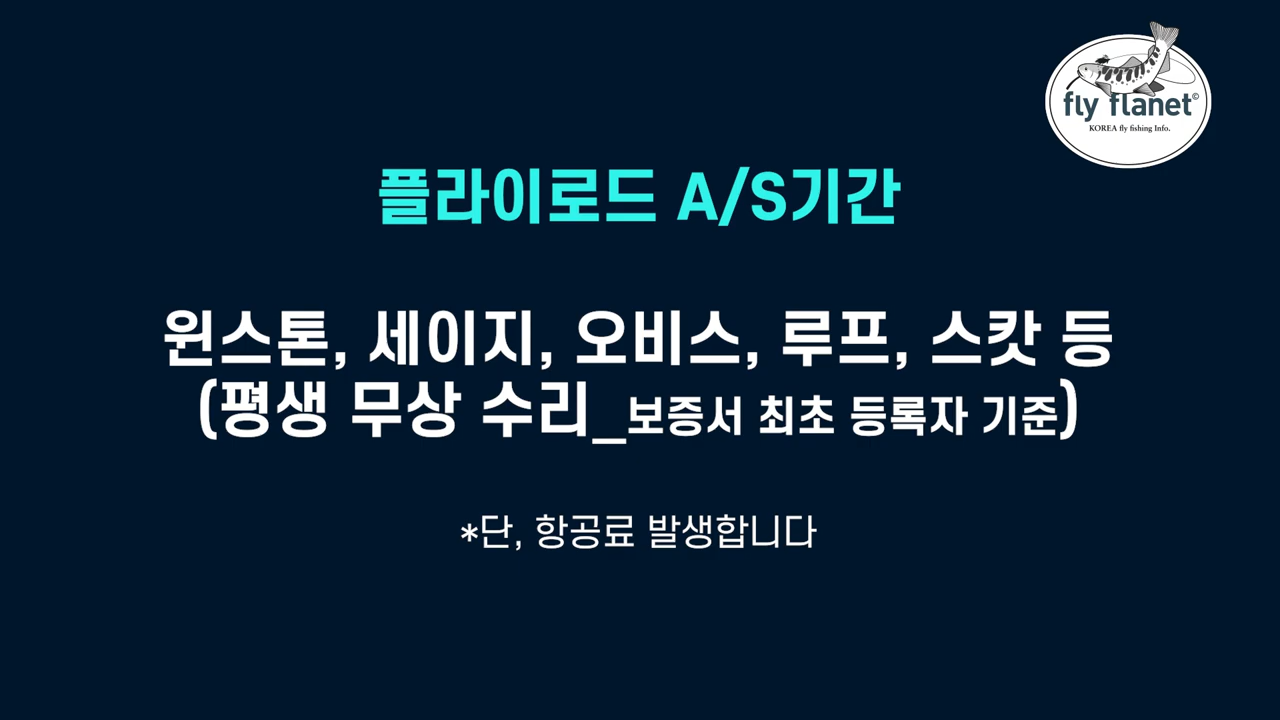 fly flanet©
KOREA fly fishing Info.
플라이로드 A/S기간
윈스톤, 세이지, 오비스, 루프, 스캇 등
(평생 무상 수리_보증서 최초 등록자 기준)
*단, 항공료 발생합니다